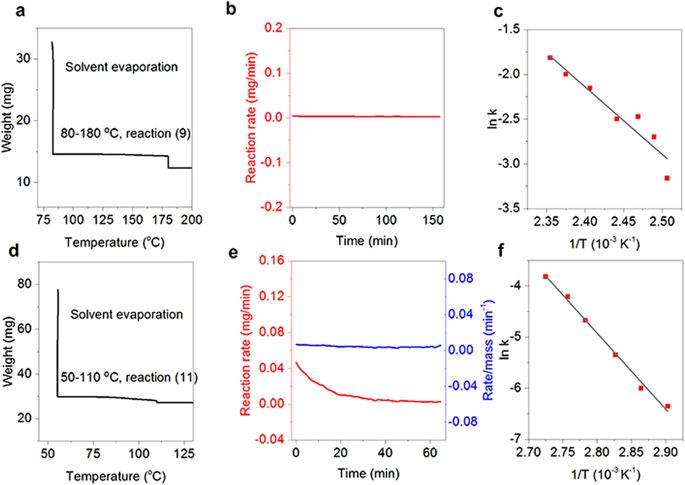 a
Weight (mg)
30
20
10
Solvent evaporation
80-180 °C, reaction (9)
75 100 125 150 175 200
Temperature (°C)
b
Reaction rate (mg/min)
0.2
0.1
0.0
-0.1
-0.2
0 50 100 150
Time (min)
c
ln k
-1.5
-2.0
-2.5
-3.0
-3.5
2.35 2.40 2.45 2.50
1/T (10⁻³ K⁻¹)
d
Weight (mg)
80
60
40
20
Solvent evaporation
50-110 °C, reaction (11)
50 75 100 125
Temperature (°C)
e
Reaction rate (mg/min)
0.16
0.12
0.08
0.04
0.00
-0.04
0 20 40 60
Time (min)
0.08
0.04
0.00
-0.04
-0.08
Rate/mass (min⁻¹)
f
ln k
-4
-5
-6
-7
2.70 2.75 2.80 2.85 2.90
1/T (10⁻³ K⁻¹)